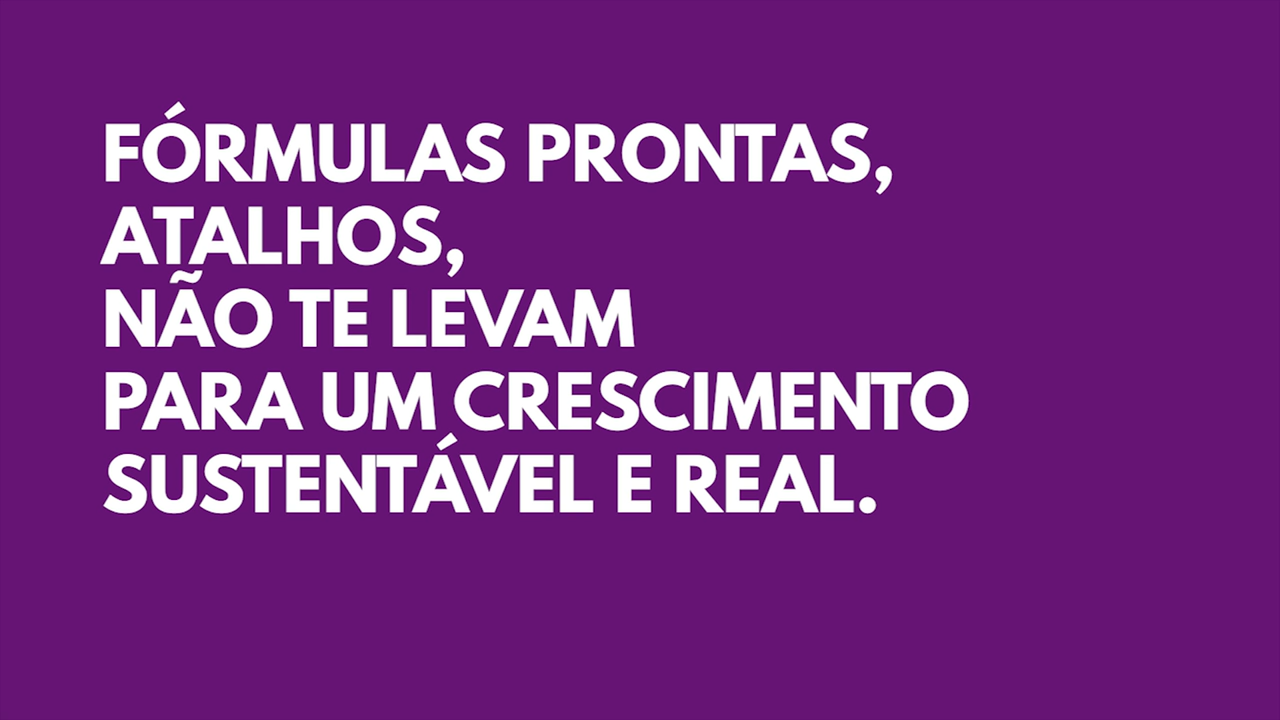 FÓRMULAS PRONTAS,
ATALHOS,
NÃO TE LEVAM
PARA UM CRESCIMENTO
SUSTENTÁVEL E REAL.